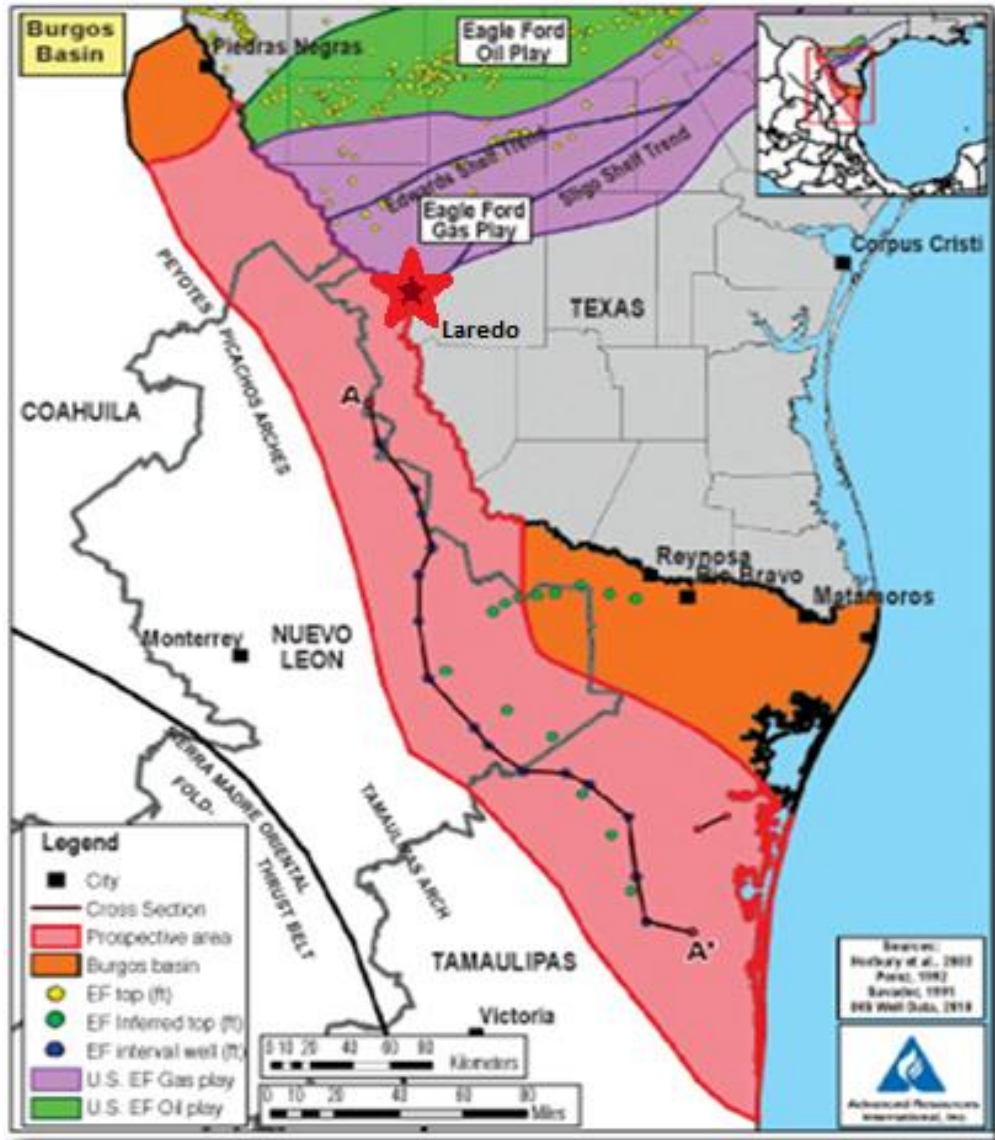 Burgos
Basin
Piedras Negras
Eagle Ford
Oil Play
Edwards Shelf Trend
Sligo Shelf Trend
Eagle Ford
Gas Play
Corpus Cristi
TEXAS
Laredo
PEYOTES PICACHOS ARCHES
COAHUILA
A
Reynosa
Rio Bravo
Matamoros
Monterrey
NUEVO
LEON
SIERRA MADRE ORIENTAL
FOLD-
THRUST BELT
TAMAULIPAS ARCH
A'
TAMAULIPAS
Victoria
Legend
City
Cross Section
Prospective area
Burgos basin
EF top (ft)
EF Inferred top (ft)
EF interval well (ft)
U.S. EF Gas play
U.S. EF Oil play
0 10 20 40 60 80
Kilometers
0 10 20 40 60 80
Miles
Sources:
Advanced Resources
International, Inc.